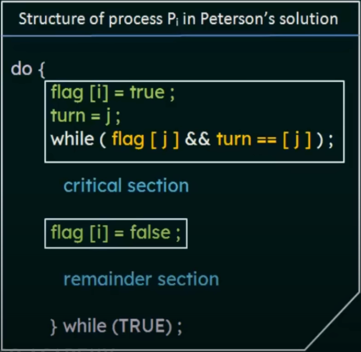 Structure of process Pᵢ in Peterson's solution
do {
flag [i] = true ;
turn = j ;
while ( flag [ j ] && turn == [ j ] ) ;
critical section
flag [i] = false ;
remainder section
} while (TRUE) ;